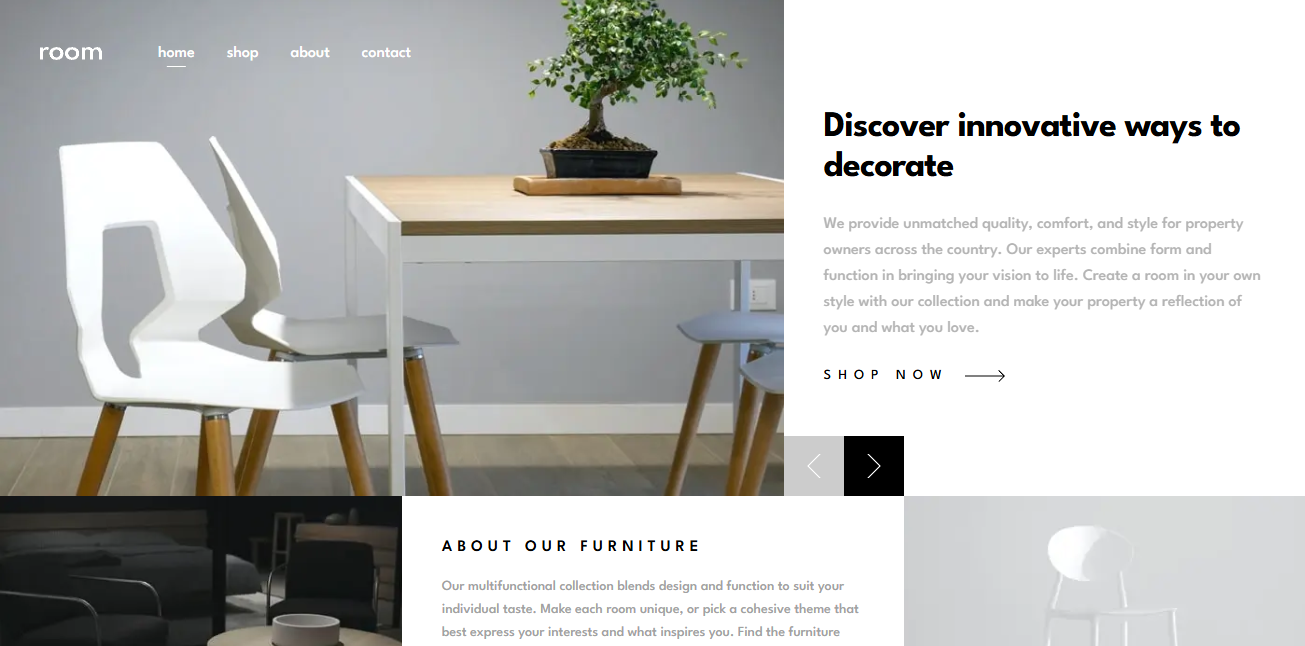 room
home shop about contact
Discover innovative ways to
decorate
We provide unmatched quality, comfort, and style for property
owners across the country. Our experts combine form and
function in bringing your vision to life. Create a room in your own
style with our collection and make your property a reflection of
you and what you love.
SHOP NOW
ABOUT OUR FURNITURE
Our multifunctional collection blends design and function to suit your
individual taste. Make each room unique, or pick a cohesive theme that
best express your interests and what inspires you. Find the furniture